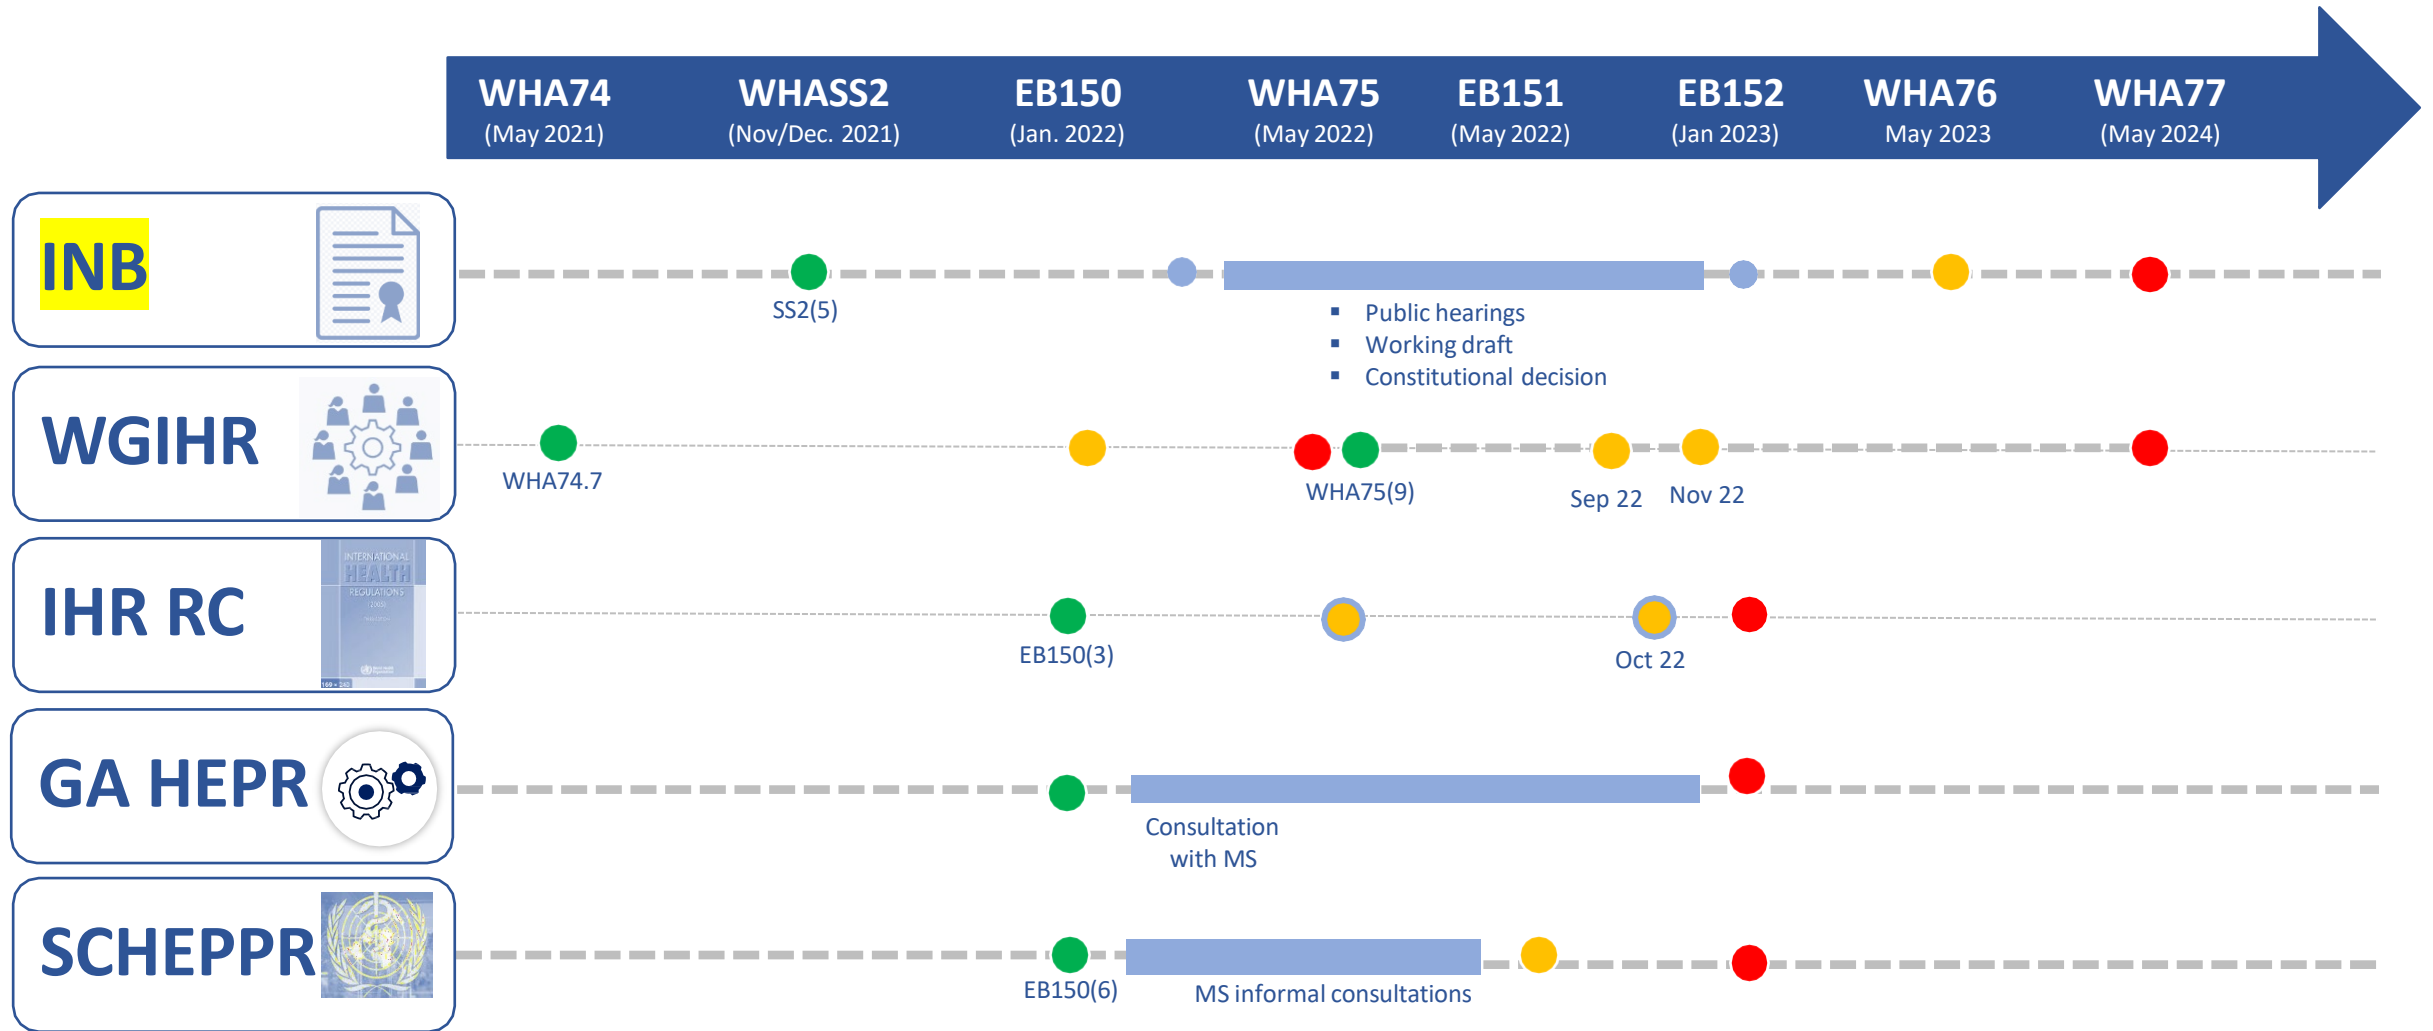 WHA74 WHASS2 EB150 WHA75 EB151 EB152 WHA76 WHA77
(May 2021) (Nov/Dec. 2021) (Jan. 2022) (May 2022) (May 2022) (Jan 2023) May 2023 (May 2024)
INB
SS2(5)
▪ Public hearings
▪ Working draft
▪ Constitutional decision
WGIHR
WHA74.7
WHA75(9)
Sep 22
Nov 22
IHR RC
INTERNATIONAL
HEALTH
REGULATIONS
(2005)
EB150(3)
Oct 22
GA HEPR
Consultation
with MS
SCHEPPR
EB150(6)
MS informal consultations